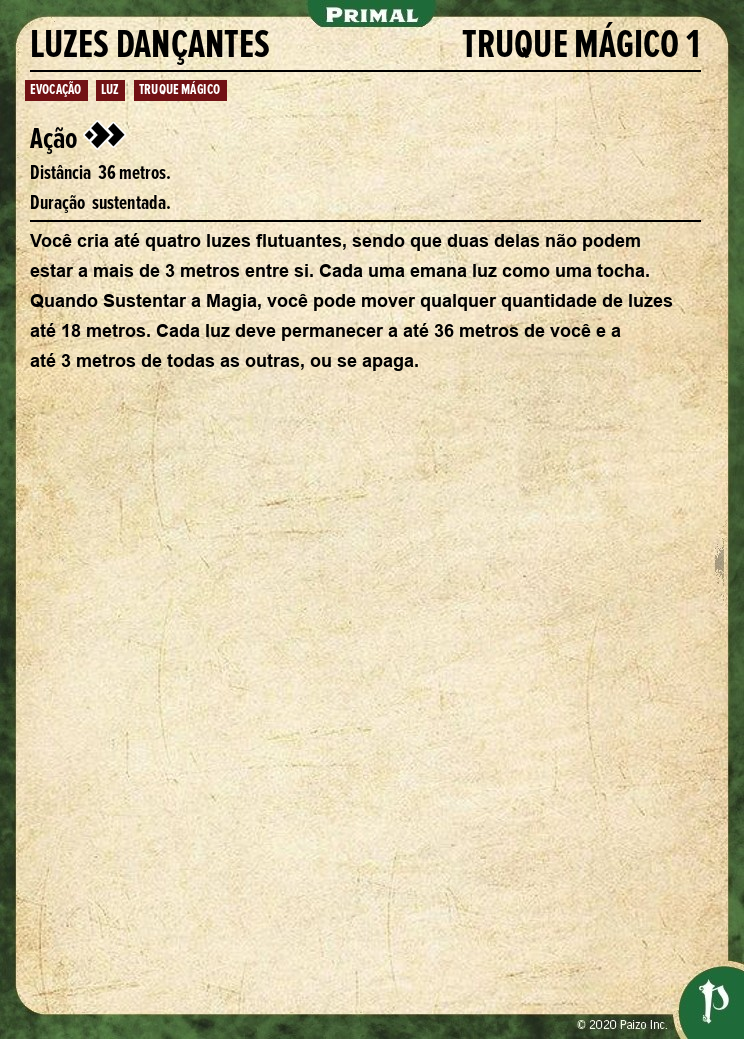 PRIMAL
LUZES DANÇANTES TRUQUE MÁGICO 1
EVOCAÇÃO LUZ TRUQUE MÁGICO
Ação
Distância 36 metros.
Duração sustentada.
Você cria até quatro luzes flutuantes, sendo que duas delas não podem
estar a mais de 3 metros entre si. Cada uma emana luz como uma tocha.
Quando Sustentar a Magia, você pode mover qualquer quantidade de luzes
até 18 metros. Cada luz deve permanecer a até 36 metros de você e a
até 3 metros de todas as outras, ou se apaga.
© 2020 Paizo Inc.